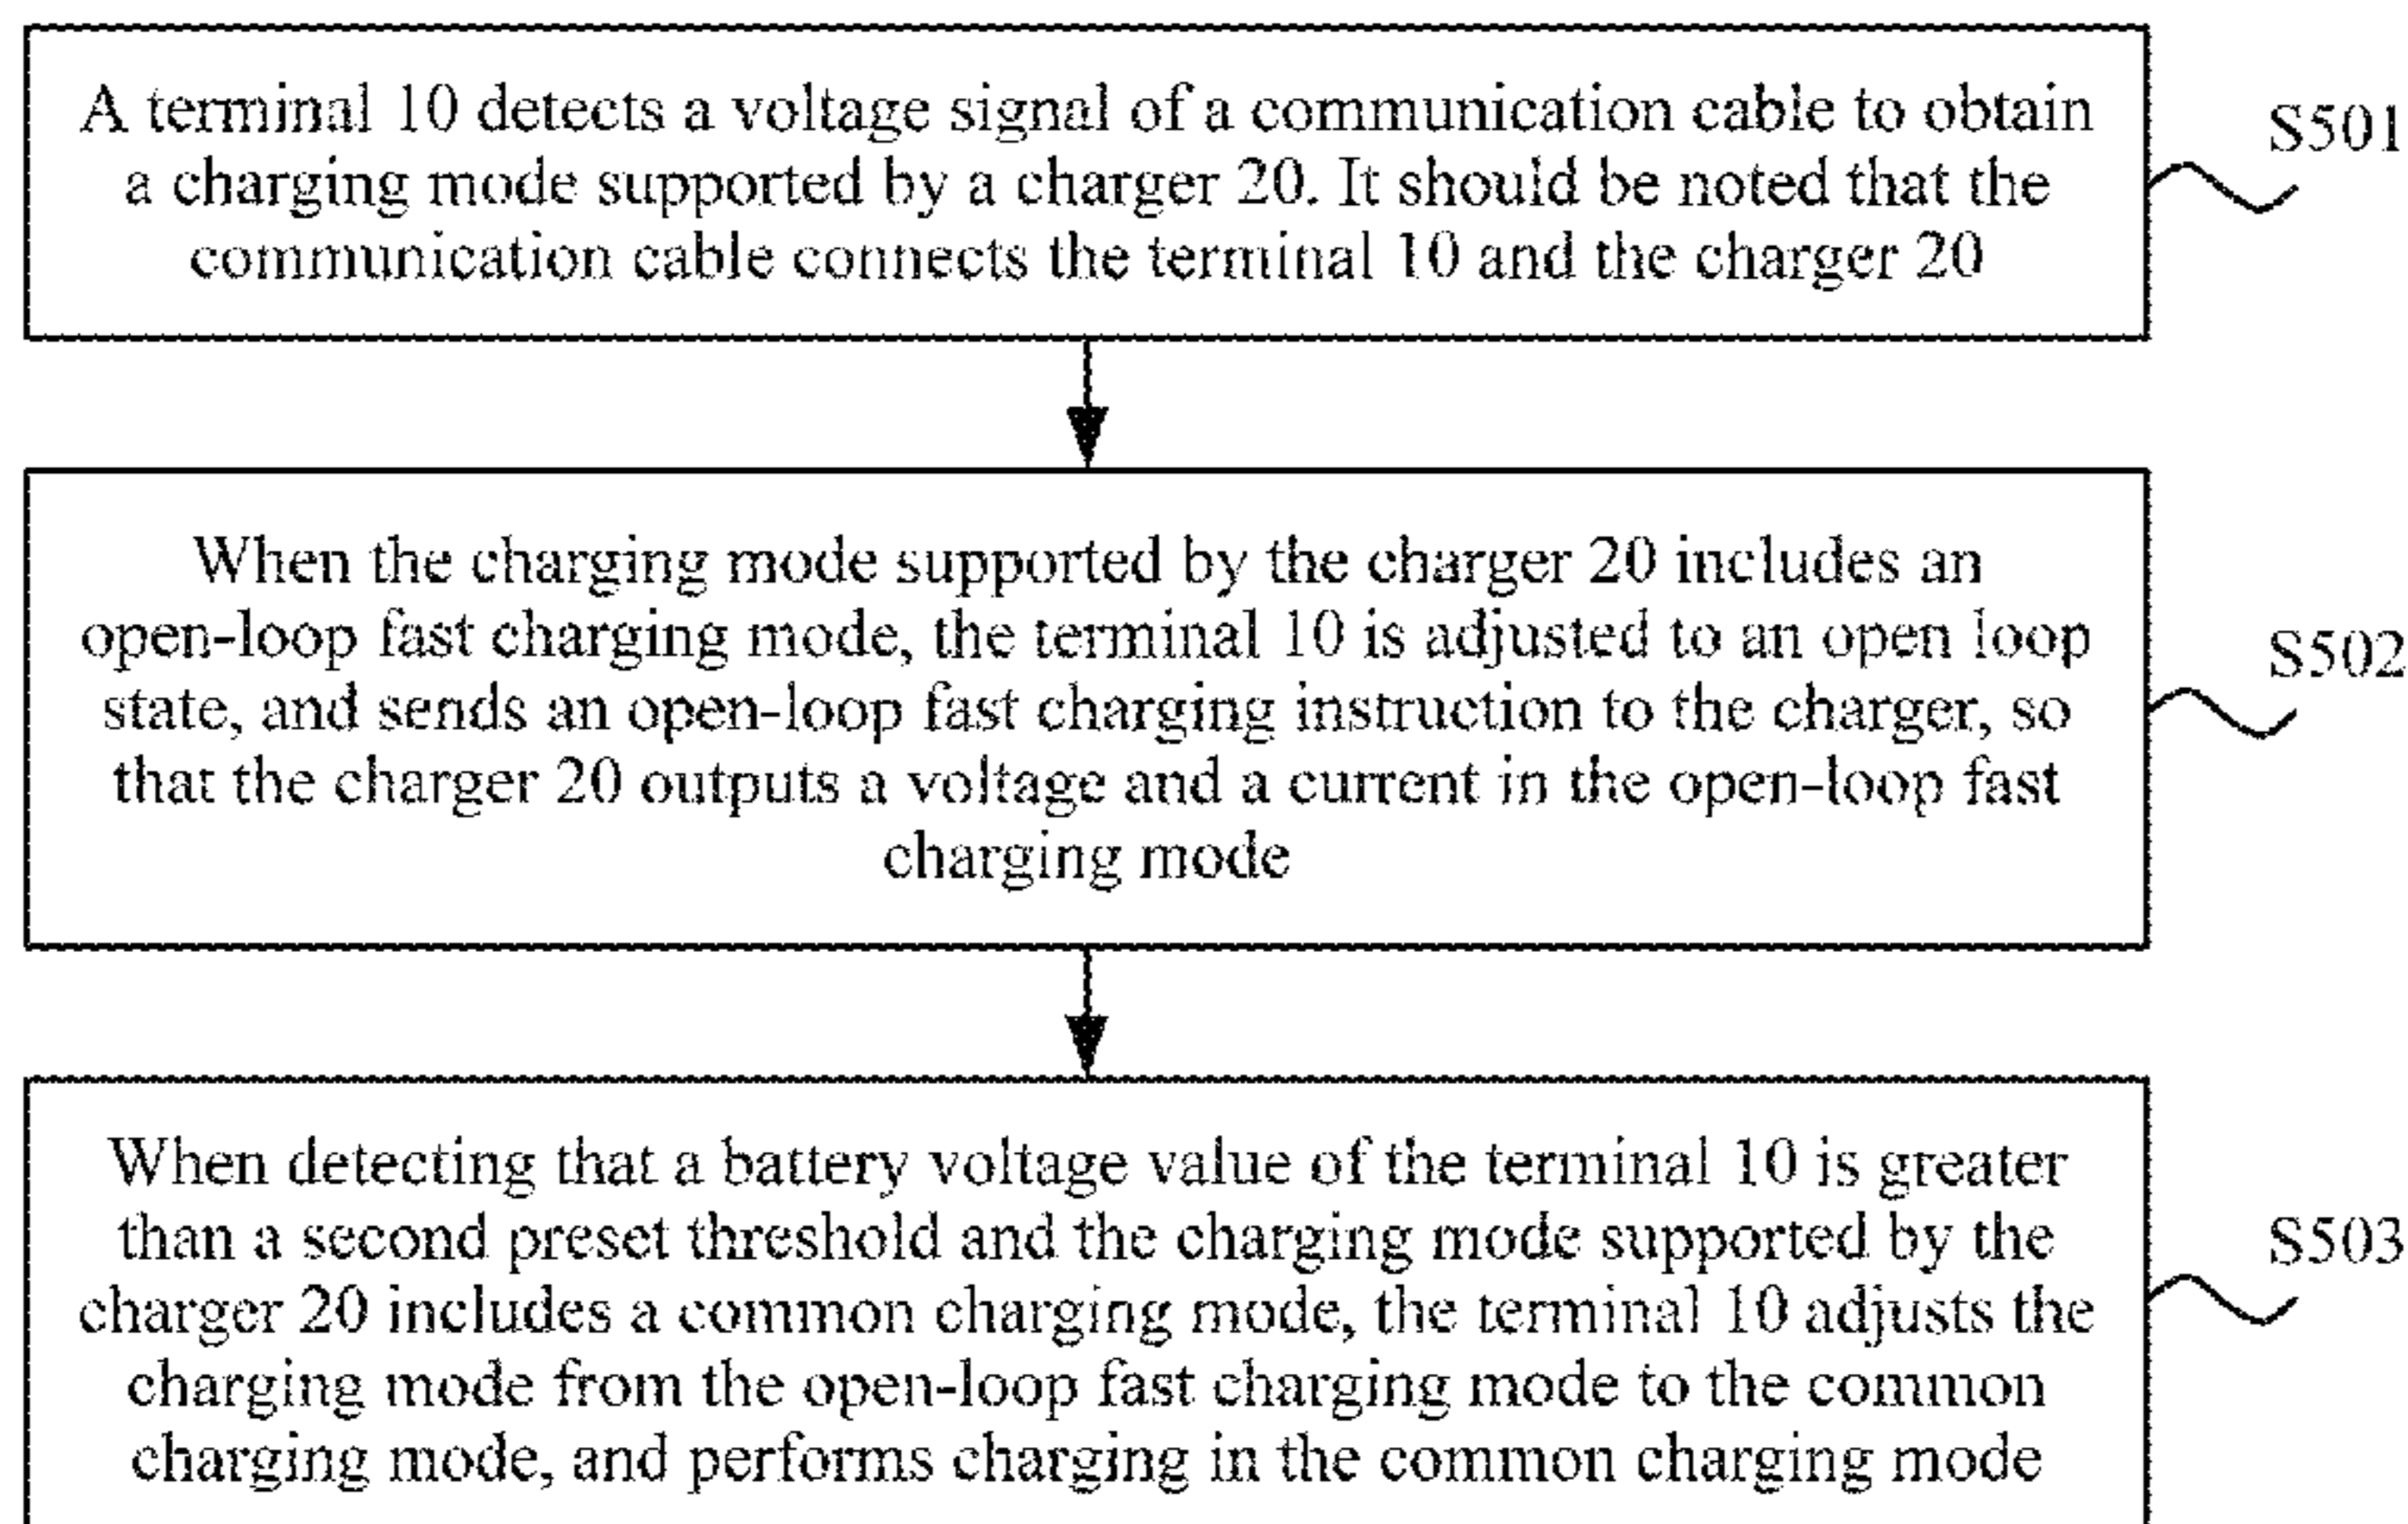 A terminal 10 detects a voltage signal of a communication cable to obtain
a charging mode supported by a charger 20. It should be noted that the
communication cable connects the terminal 10 and the charger 20
S501
When the charging mode supported by the charger 20 includes an
open-loop fast charging mode, the terminal 10 is adjusted to an open loop
state, and sends an open-loop fast charging instruction to the charger, so
that the charger 20 outputs a voltage and a current in the open-loop fast
charging mode
S502
When detecting that a battery voltage value of the terminal 10 is greater
than a second preset threshold and the charging mode supported by the
charger 20 includes a common charging mode, the terminal 10 adjusts the
charging mode from the open-loop fast charging mode to the common
charging mode, and performs charging in the common charging mode
S503